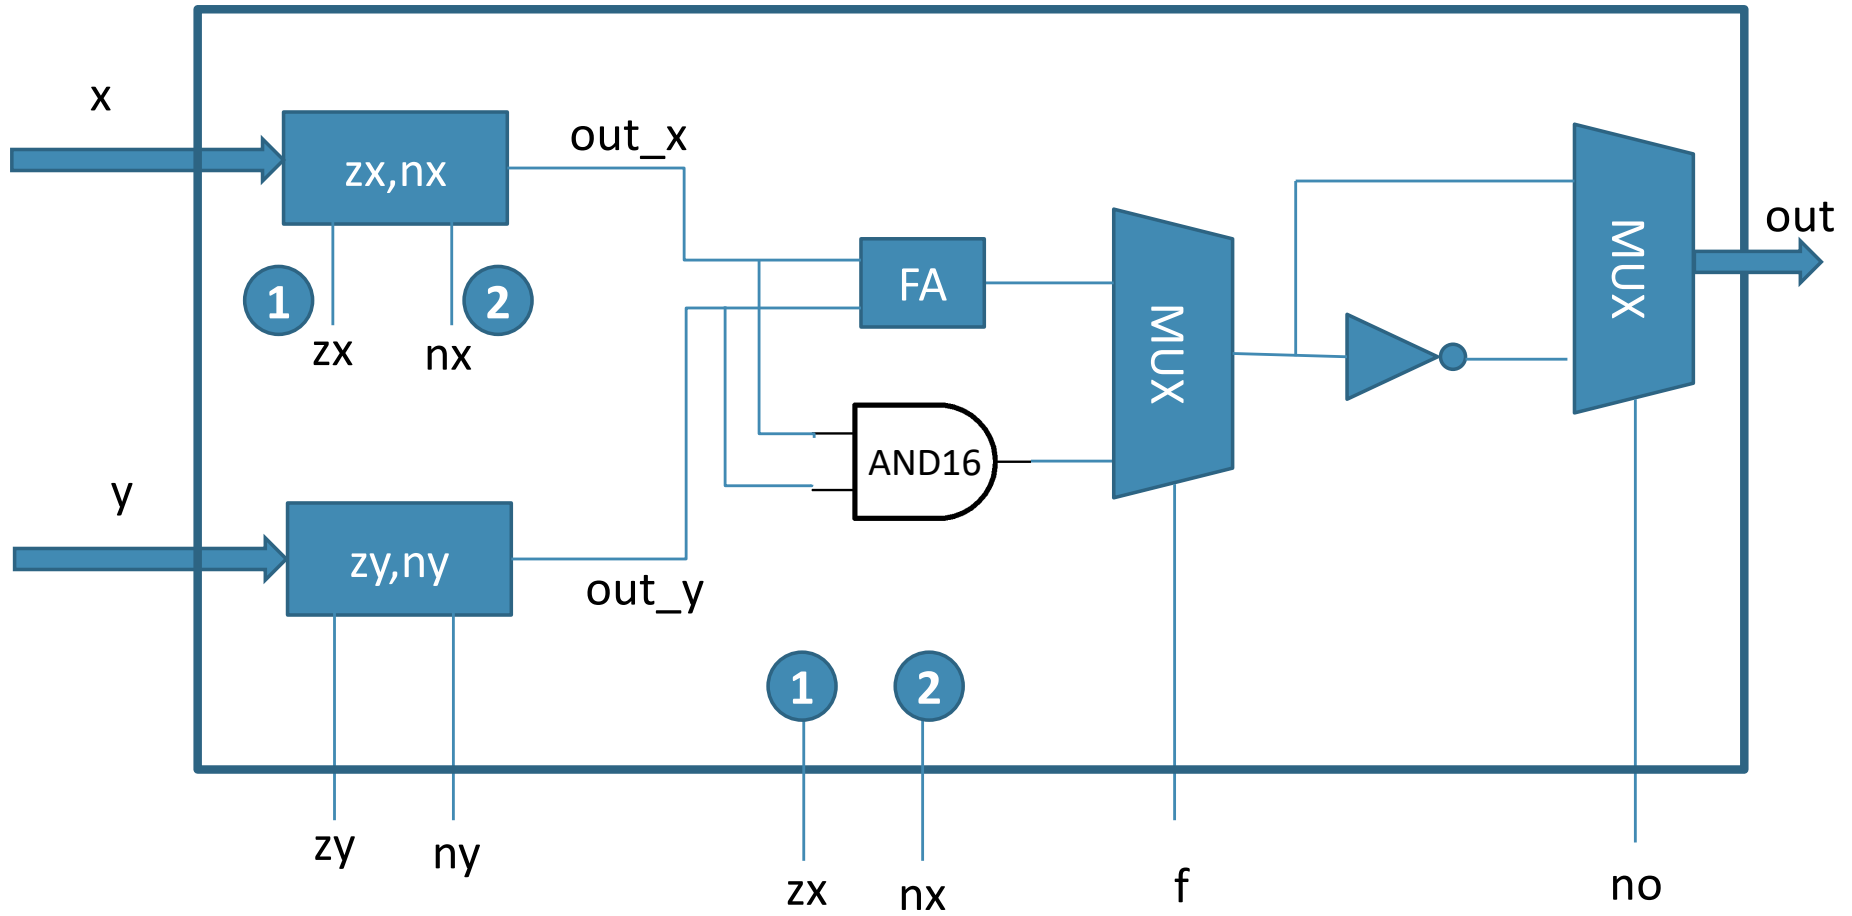 x
zx,nx
out_x
1
2
zx
nx
FA
MUX
MUX
out
AND16
y
zy,ny
out_y
1
2
zy
ny
zx
nx
f
no